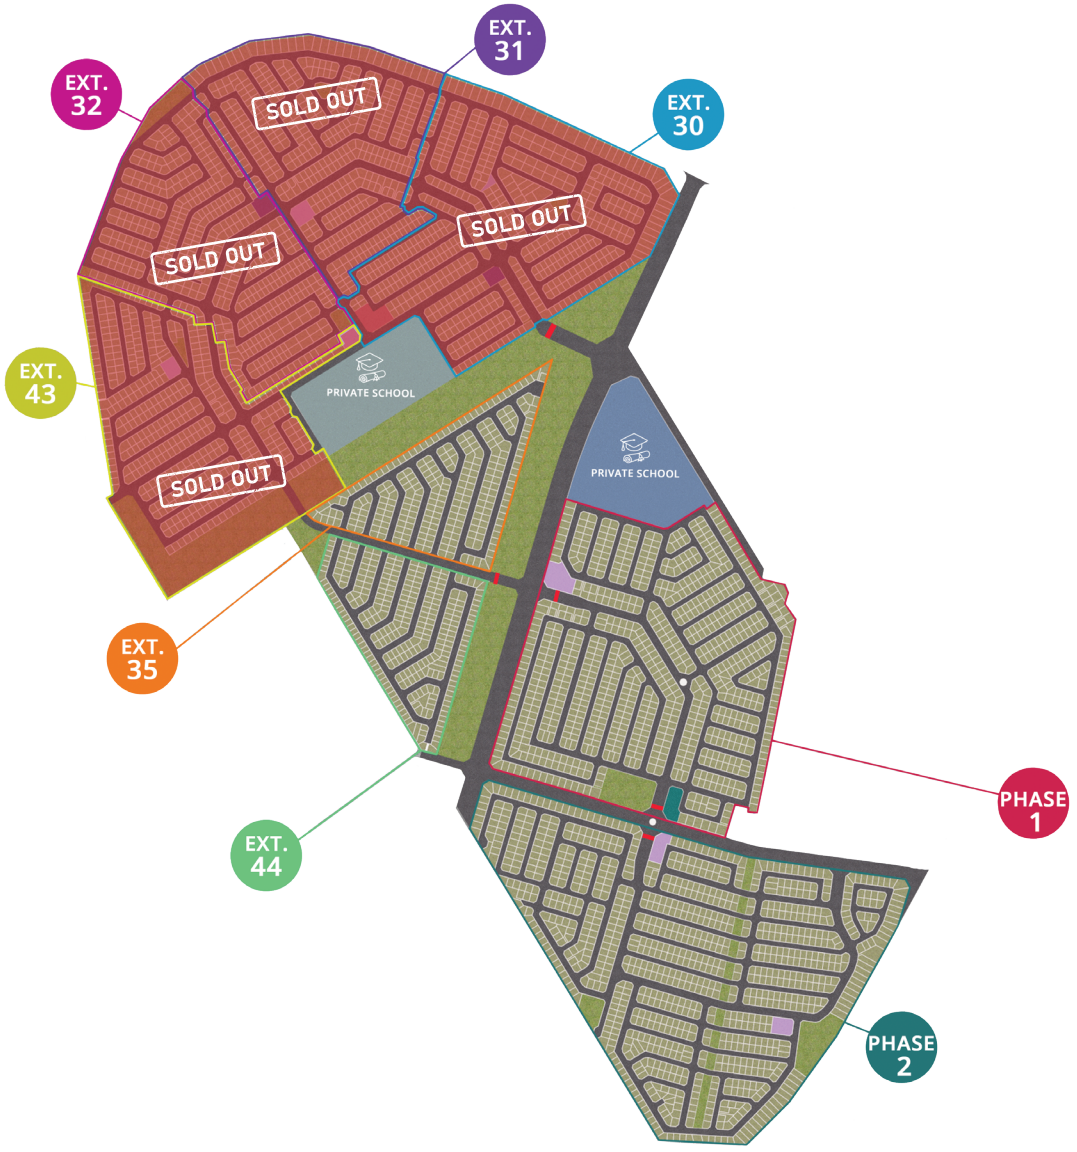 EXT.
31
EXT.
32
SOLD OUT
EXT.
30
SOLD OUT
SOLD OUT
EXT.
43
PRIVATE SCHOOL
PRIVATE SCHOOL
SOLD OUT
EXT.
35
PHASE
1
EXT.
44
PHASE
2